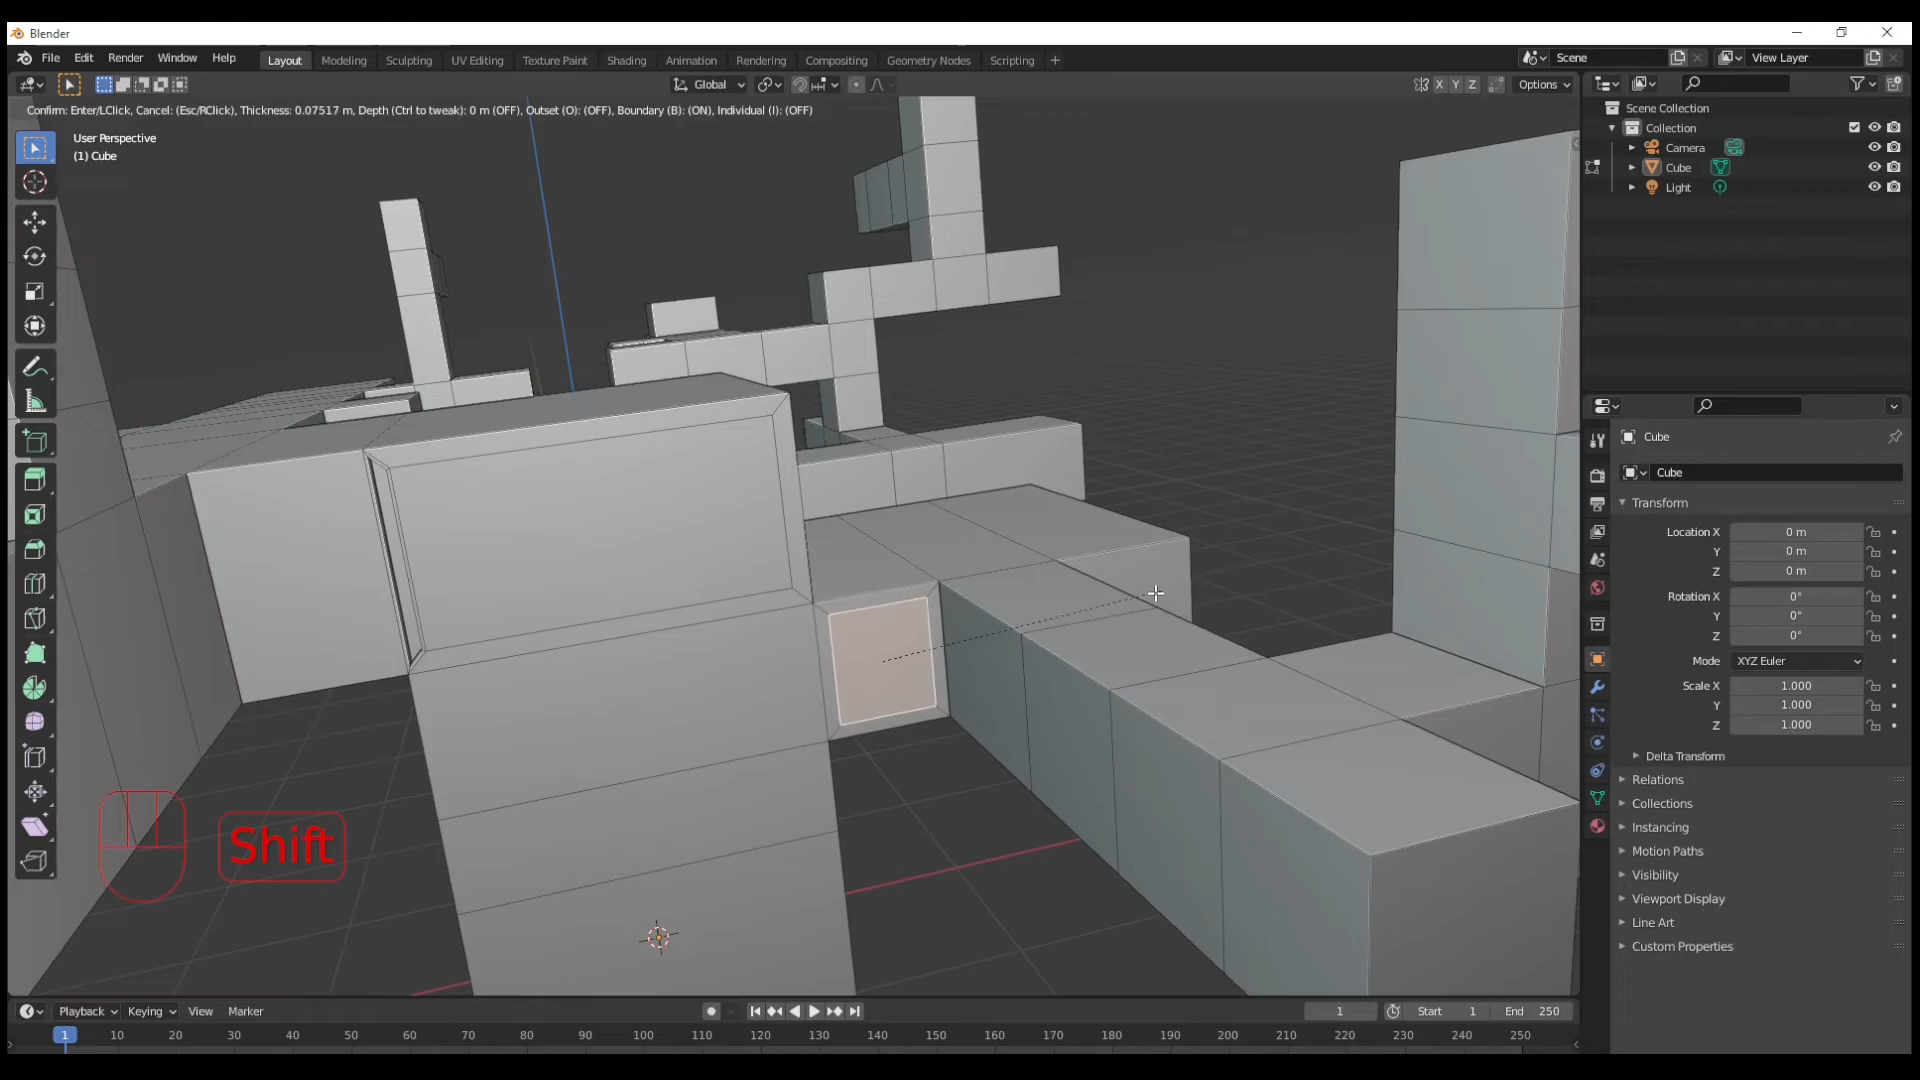 Blender
File Edit Render Window Help
Layout Modeling Sculpting UV Editing Texture Paint Shading Animation Rendering Compositing Geometry Nodes Scripting +
Scene
View Layer
Global
X Y Z
Options
Confirm: Enter/LClick, Cancel: (Esc/RClick), Thickness: 0.07517 m, Depth (Ctrl to tweak): 0 m (OFF), Outset (O): (OFF), Boundary (B): (ON), Individual (I): (OFF)
User Perspective
(1) Cube
Scene Collection
Collection
Camera
Cube
Light
Cube
Cube
Transform
Location X 0 m
Y 0 m
Z 0 m
Rotation X 0°
Y 0°
Z 0°
Mode XYZ Euler
Scale X 1.000
Y 1.000
Z 1.000
Delta Transform
Relations
Collections
Instancing
Motion Paths
Visibility
Viewport Display
Line Art
Custom Properties
Shift
Playback Keying View Marker
1
Start 1
End 250
1 10 20 30 40 50 60 70 80 90 100 110 120 130 140 150 160 170 180 190 200 210 220 230 240 250